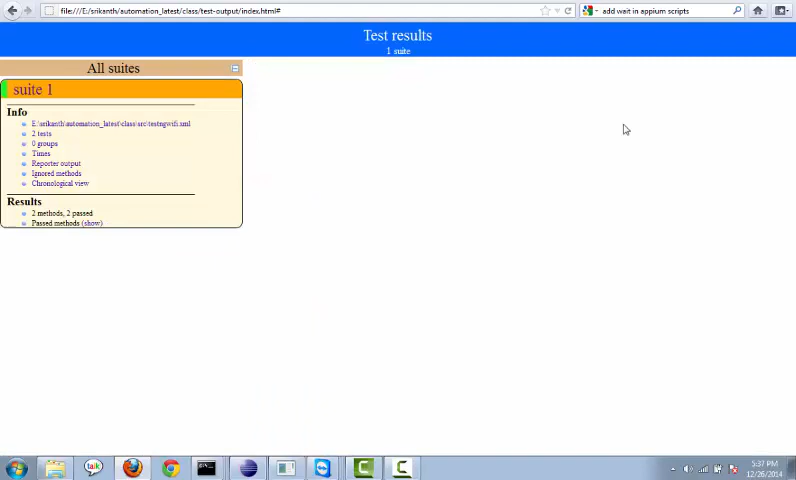 file:///E:/srikanth/automation_latest/class/test-output/index.html#
add wait in appium scripts
Test results
1 suite
All suites
suite 1
Info
E:\srikanth\automation_latest\class\src\testngwifi.xml
2 tests
0 groups
Times
Reporter output
Ignored methods
Chronological view
Results
2 methods, 2 passed
Passed methods (show)
talk
5:37 PM
12/26/2014